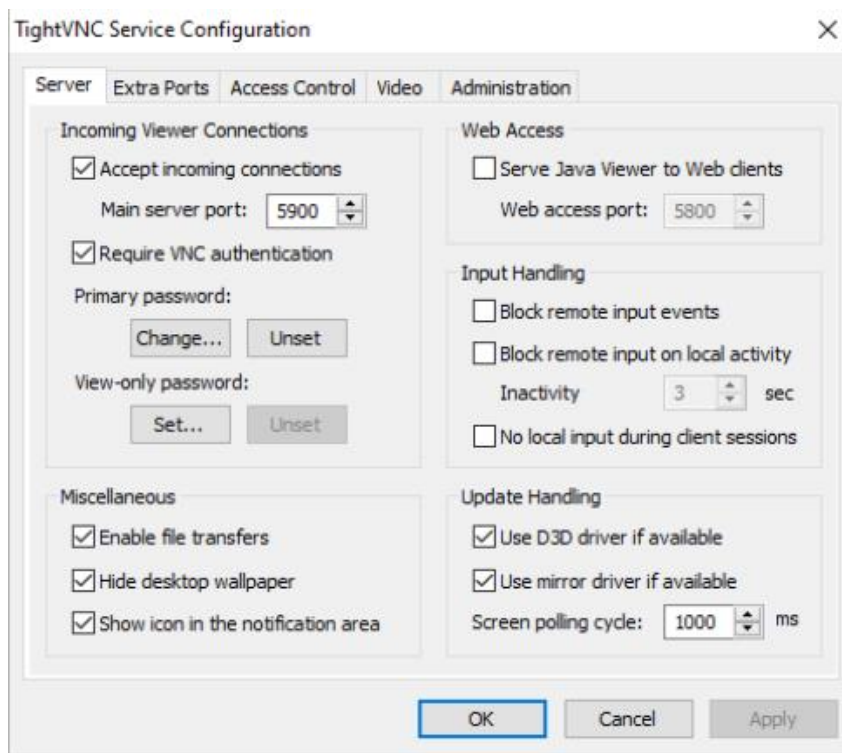 TightVNC Service Configuration
Server Extra Ports Access Control Video Administration
Incoming Viewer Connections
Accept incoming connections
Main server port: 5900
Require VNC authentication
Primary password:
Change... Unset
View-only password:
Set... Unset
Web Access
Serve Java Viewer to Web clients
Web access port: 5800
Input Handling
Block remote input events
Block remote input on local activity
Inactivity 3 sec
No local input during client sessions
Miscellaneous
Enable file transfers
Hide desktop wallpaper
Show icon in the notification area
Update Handling
Use D3D driver if available
Use mirror driver if available
Screen polling cycle: 1000 ms
OK Cancel Apply